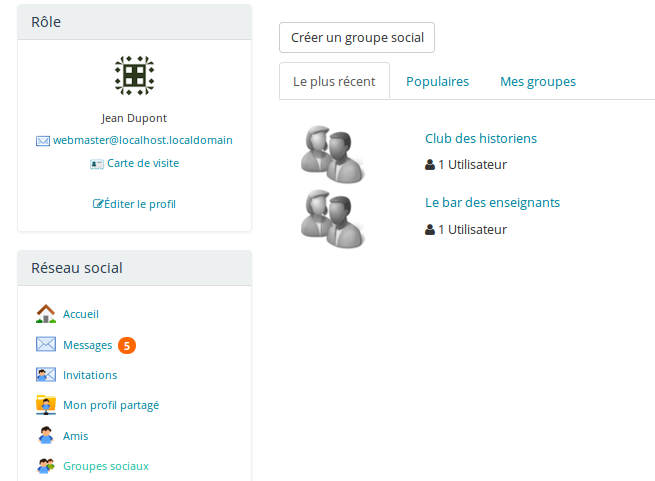 Rôle
Jean Dupont
webmaster@localhost.localdomain
Carte de visite
Éditer le profil
Réseau social
Accueil
Messages 5
Invitations
Mon profil partagé
Amis
Groupes sociaux
Créer un groupe social
Le plus récent Populaires Mes groupes
Club des historiens
1 Utilisateur
Le bar des enseignants
1 Utilisateur